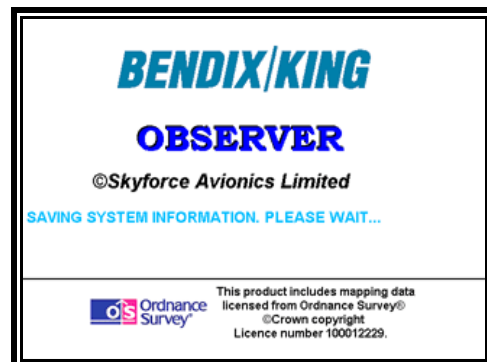 BENDIX/KING
OBSERVER
©Skyforce Avionics Limited
SAVING SYSTEM INFORMATION. PLEASE WAIT...
OS Ordnance
Survey®
This product includes mapping data
licensed from Ordnance Survey®
©Crown copyright
Licence number 100012229.